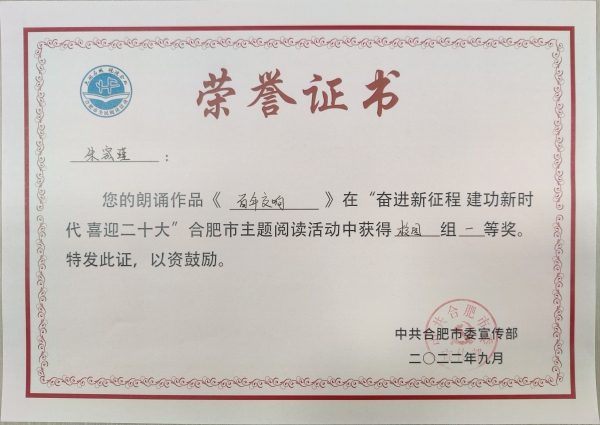 荣誉证书
朱宸瑶：
您的朗诵作品《百年交响》在“奋进新征程 建功新时
代 喜迎二十大”合肥市主题阅读活动中获得校园组一等奖。
特发此证，以资鼓励。
中共合肥市委宣传部
二〇二二年九月